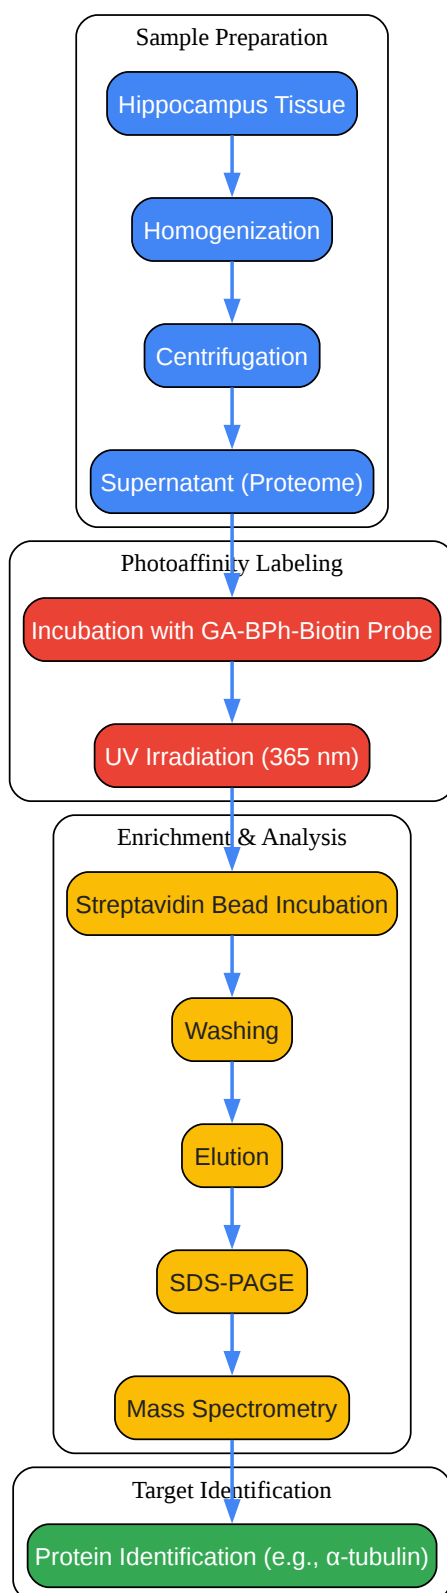 Sample Preparation
Hippocampus Tissue
Homogenization
Centrifugation
Supernatant (Proteome)
Photoaffinity Labeling
Incubation with GA-BPh-Biotin Probe
UV Irradiation (365 nm)
Enrichment & Analysis
Streptavidin Bead Incubation
Washing
Elution
SDS-PAGE
Mass Spectrometry
Target Identification
Protein Identification (e.g., α-tubulin)